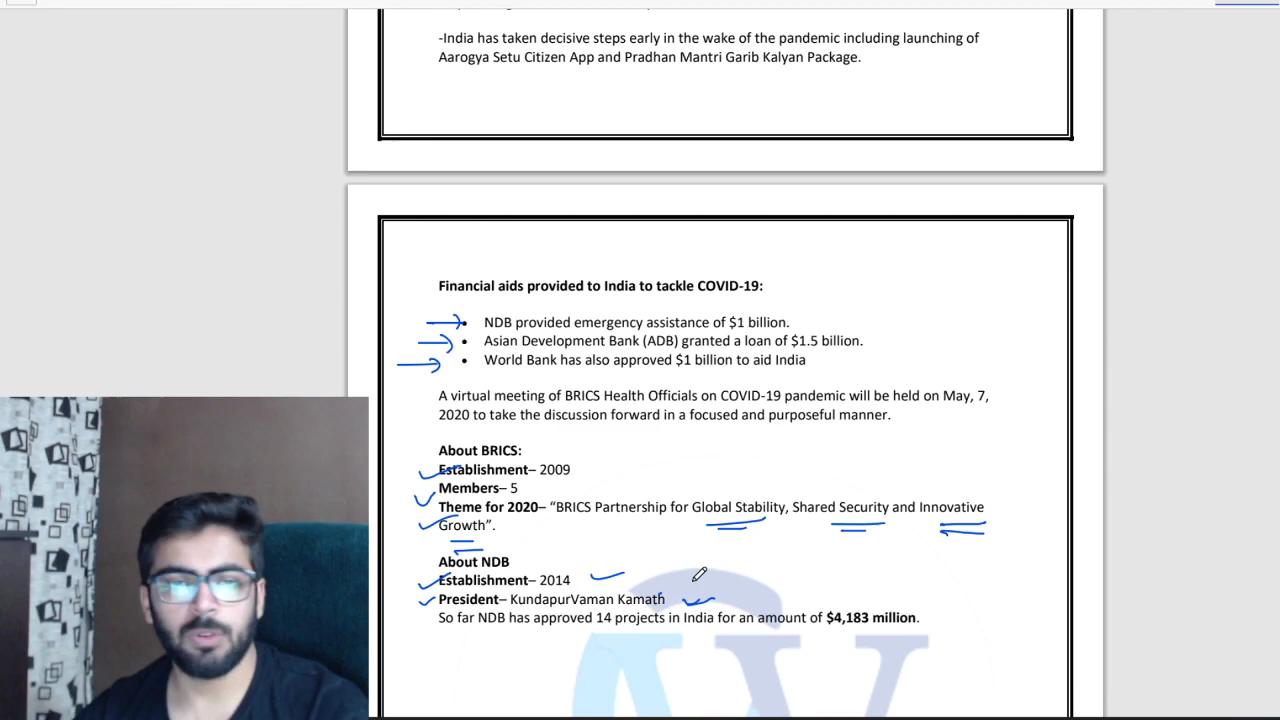 -India has taken decisive steps early in the wake of the pandemic including launching of
Aarogya Setu Citizen App and Pradhan Mantri Garib Kalyan Package.
Financial aids provided to India to tackle COVID-19:
• NDB provided emergency assistance of $1 billion.
• Asian Development Bank (ADB) granted a loan of $1.5 billion.
• World Bank has also approved $1 billion to aid India
A virtual meeting of BRICS Health Officials on COVID-19 pandemic will be held on May, 7,
2020 to take the discussion forward in a focused and purposeful manner.
About BRICS:
Establishment– 2009
Members– 5
Theme for 2020– “BRICS Partnership for Global Stability, Shared Security and Innovative
Growth”.
About NDB
Establishment– 2014
President– KundapurVaman Kamath
So far NDB has approved 14 projects in India for an amount of $4,183 million.